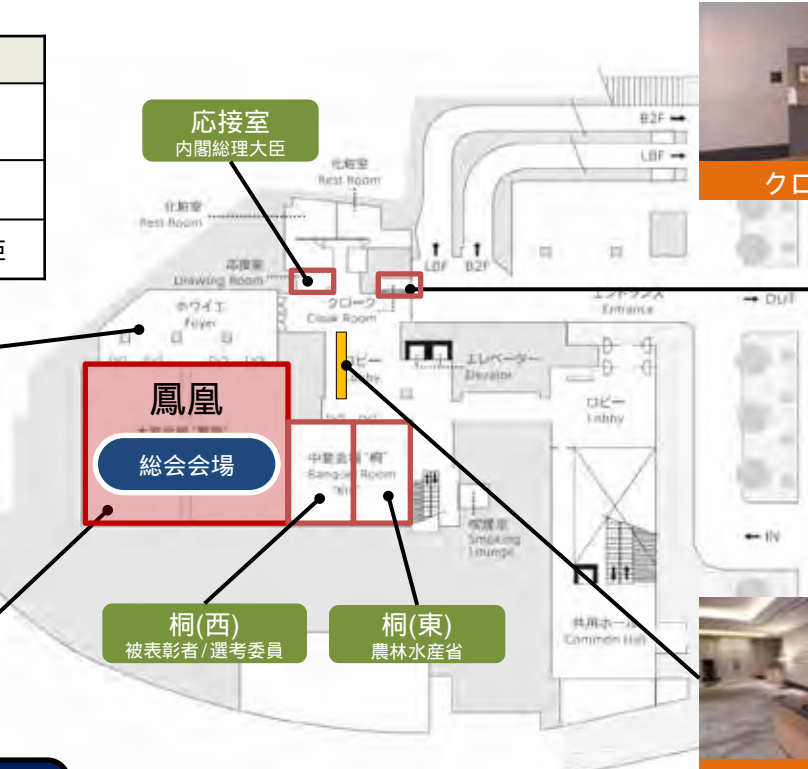 応接室
内閣総理大臣
B2F
化粧室
Rest Room
LBF
クロ
化粧室
Rest Room
応接室
Drawing Room
LBF B2F
ホワイエ
Foyer
クローク
Cloak Room
エントランス
Entrance
OUT
ロビー
Lobby
エレベーター
Elevator
ロビー
Lobby
鳳凰
総会会場
中宴会場"桐"
Banquet Room
"Kiri"
喫煙室
Smoking
Lounge
IN
桐(西)
被表彰者/選考委員
桐(東)
農林水産省
共用ホール
Common Hall